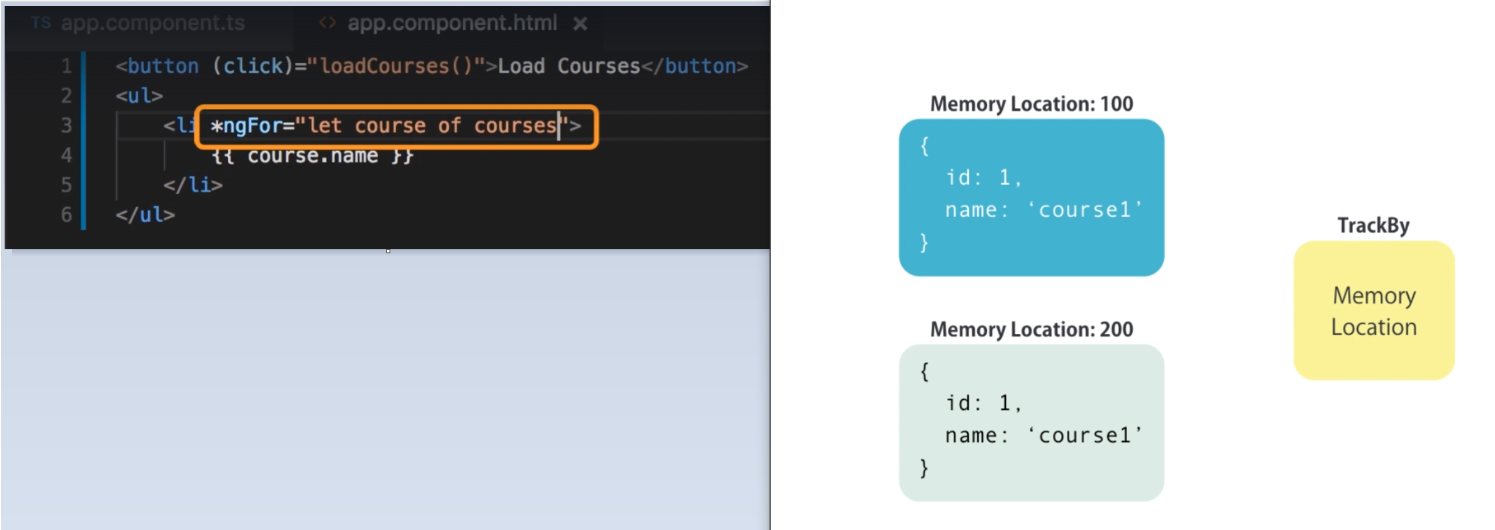 TS app.component.ts
<> app.component.html ×
1 <button (click)="loadCourses()">Load Courses</button>
2 <ul>
3 <li *ngFor="let course of courses">
4 {{ course.name }}
5 </li>
6 </ul>
Memory Location: 100
{
id: 1,
name: ‘course1’
}
Memory Location: 200
{
id: 1,
name: ‘course1’
}
TrackBy
Memory
Location